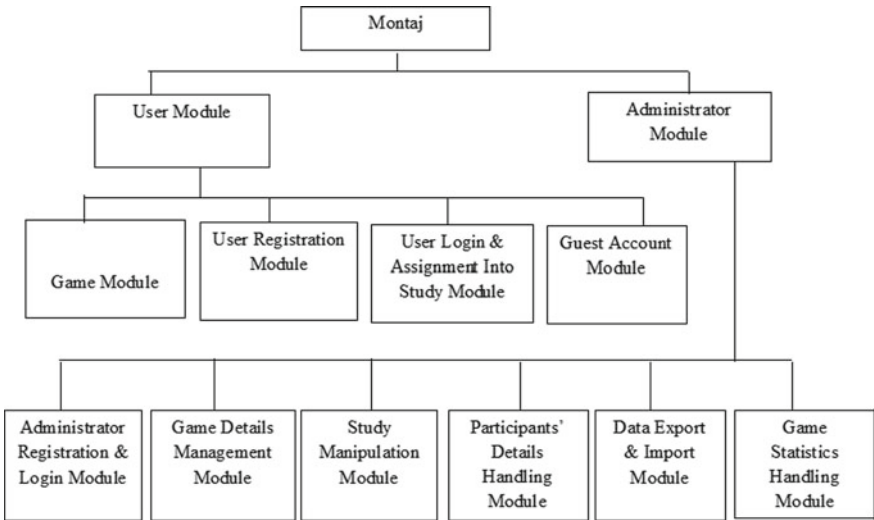 Montaj
User Module
Administrator
Module
Game Module
User Registration
Module
User Login &
Assignment Into
Study Module
Guest Account
Module
Administrator
Registration &
Login Module
Game Details
Management
Module
Study
Manipulation
Module
Participants’
Details
Handling
Module
Data Export
& Import
Module
Game
Statistics
Handling
Module